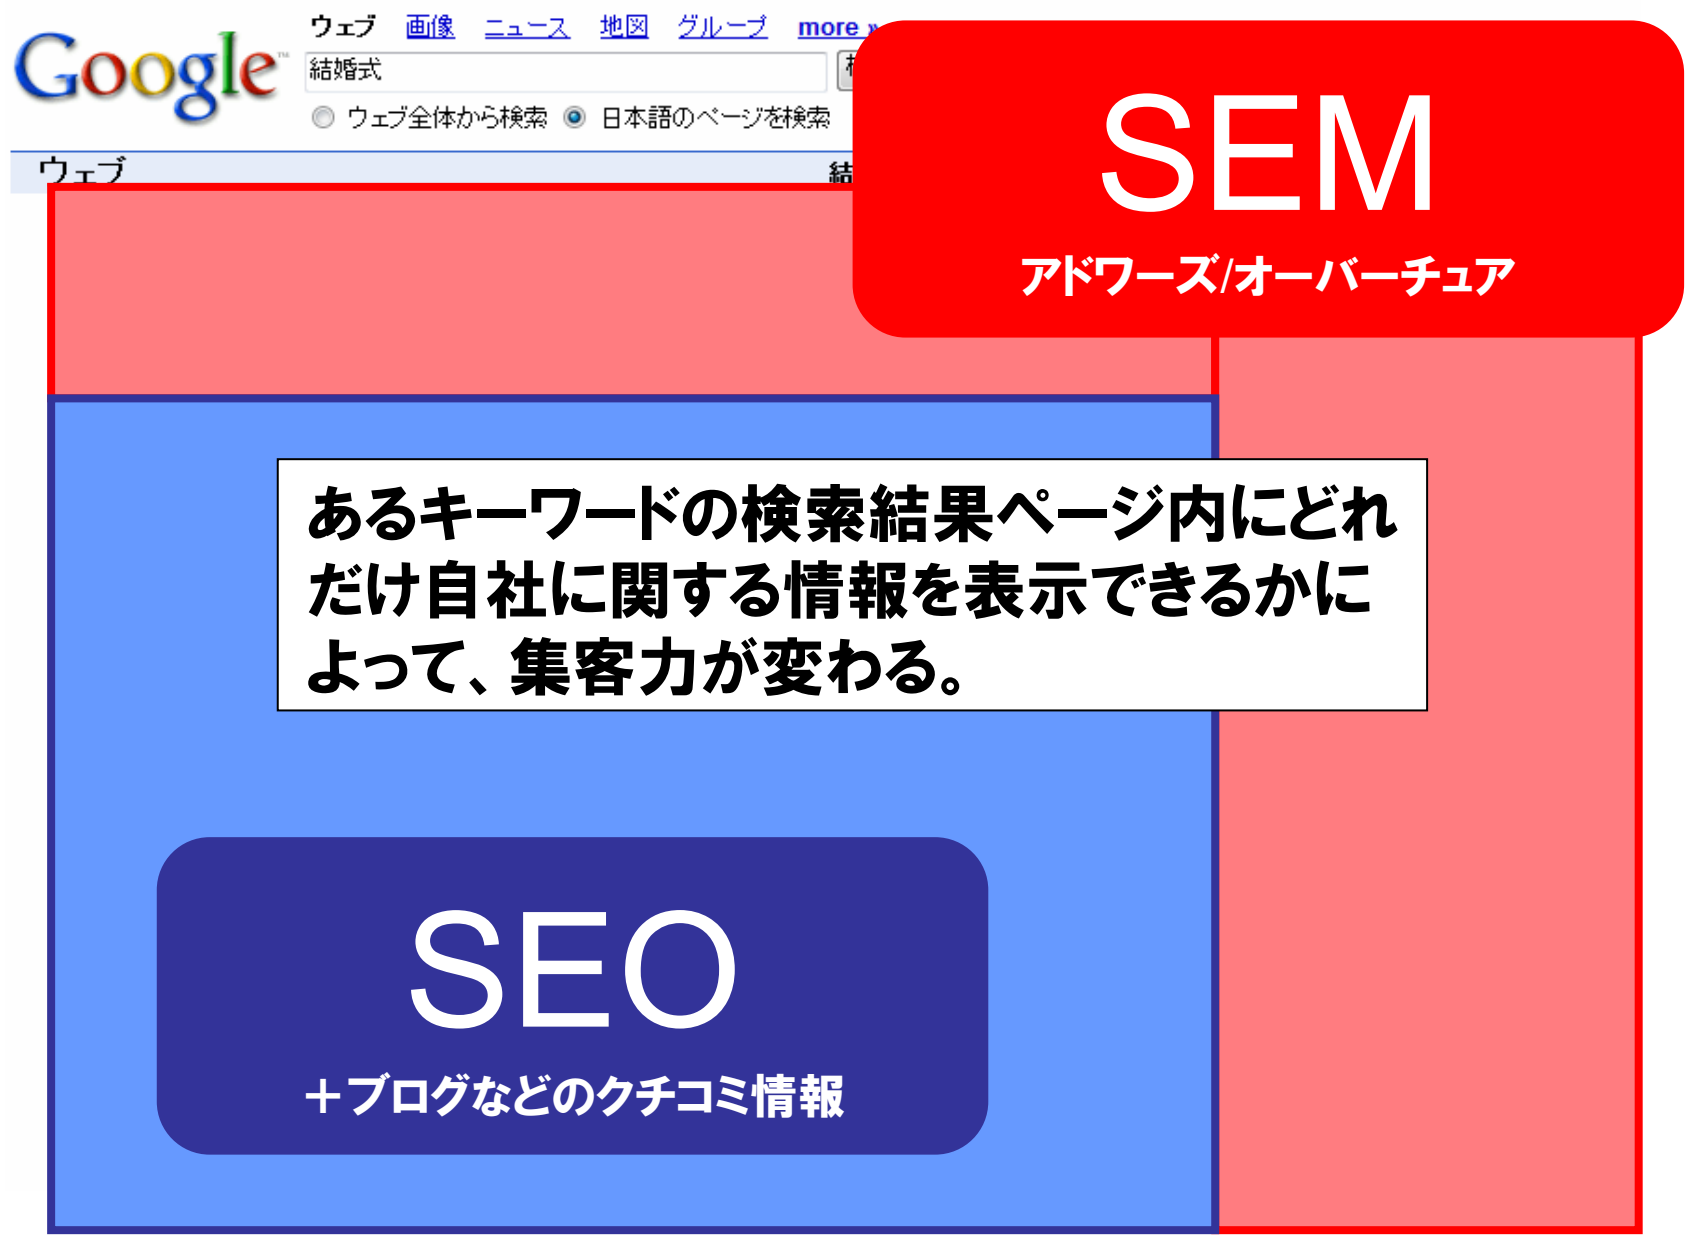 Google™
ウェブ 画像 ニュース 地図 グループ more »
結婚式
ウェブ全体から検索 日本語のページを検索
ウェブ 結
SEM
アドワーズ/オーバーチュア
あるキーワードの検索結果ページ内にどれ
だけ自社に関する情報を表示できるかに
よって、集客力が変わる。
SEO
＋ブログなどのクチコミ情報